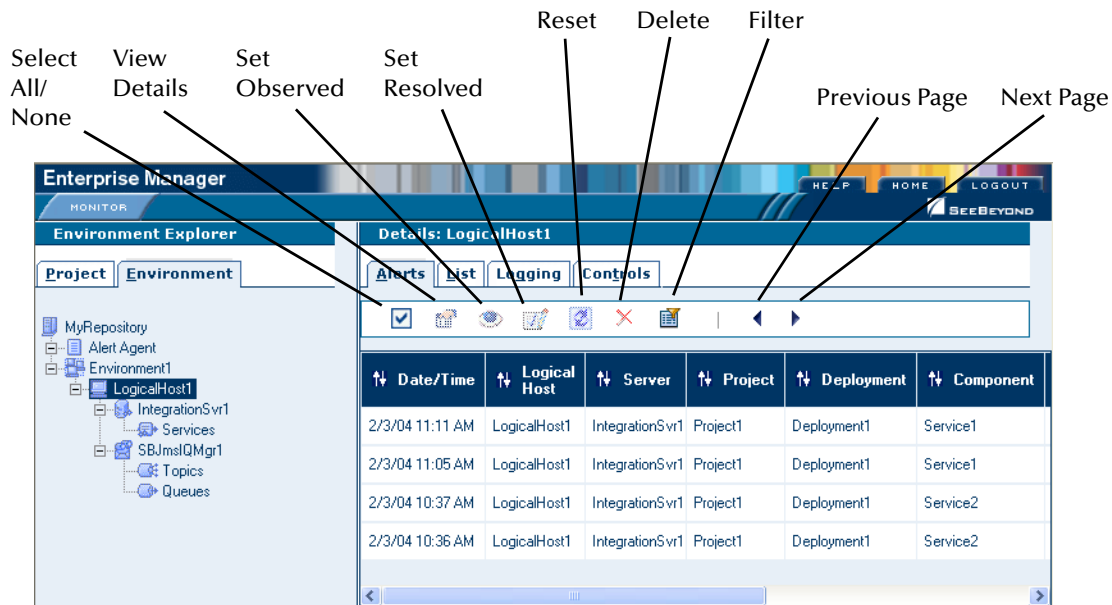 Reset Delete Filter
Select All/ None
View Details
Set Observed
Set Resolved
Previous Page Next Page
Enterprise Manager
HELP HOME LOGOUT
MONITOR
SEEBEYOND
Environment Explorer
Details: LogicalHost1
Project Environment
Alerts List Logging Controls
MyRepository
Alert Agent
Environment1
LogicalHost1
IntegrationSvr1
Services
SBJmsIQMgr1
Topics
Queues
Date/Time Logical Host Server Project Deployment Component
2/3/04 11:11 AM LogicalHost1 IntegrationSvr1 Project1 Deployment1 Service1
2/3/04 11:05 AM LogicalHost1 IntegrationSvr1 Project1 Deployment1 Service1
2/3/04 10:37 AM LogicalHost1 IntegrationSvr1 Project1 Deployment1 Service2
2/3/04 10:36 AM LogicalHost1 IntegrationSvr1 Project1 Deployment1 Service2